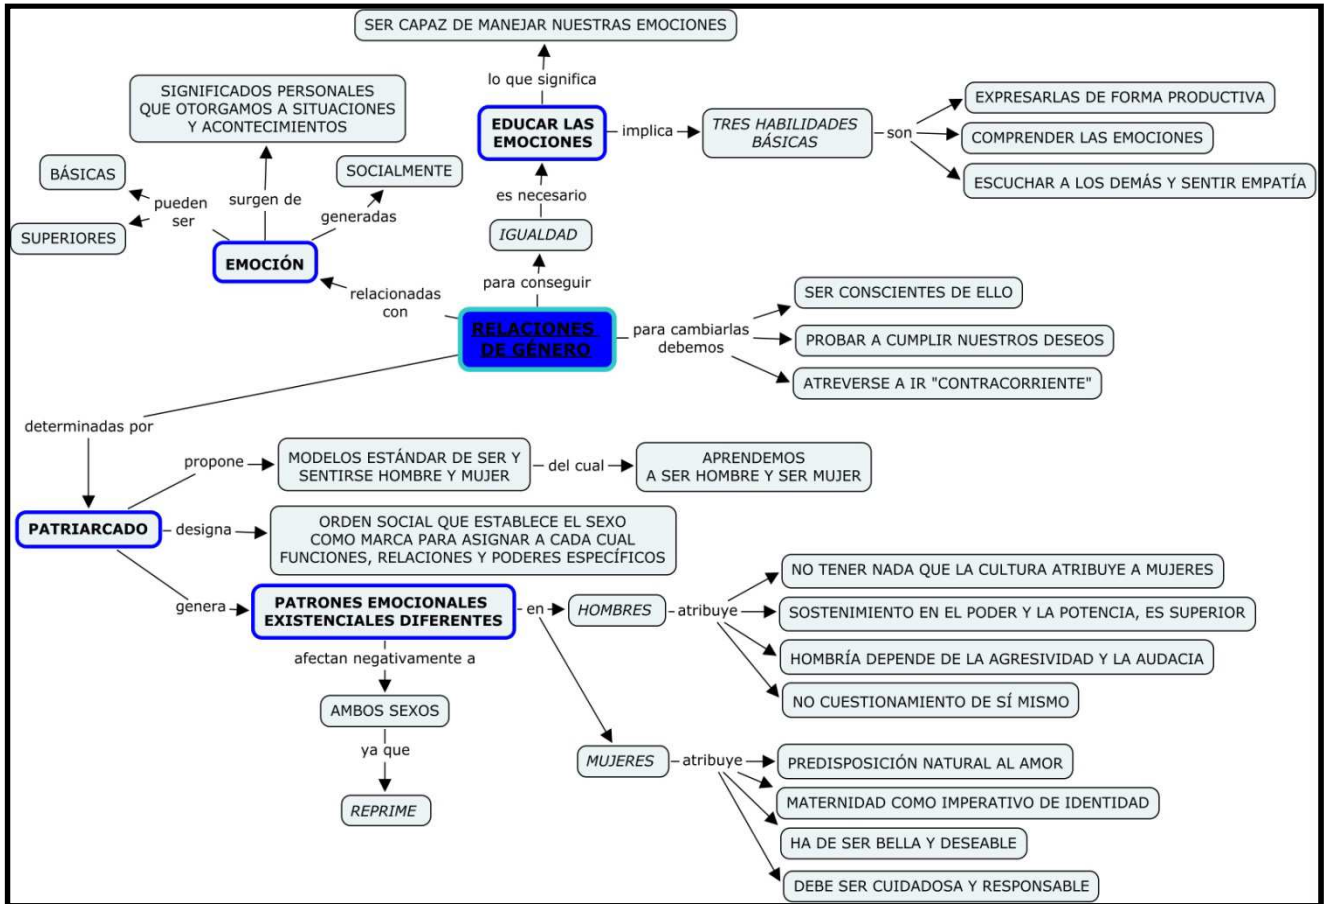 SER CAPAZ DE MANEJAR NUESTRAS EMOCIONES
lo que significa
SIGNIFICADOS PERSONALES
QUE OTORGAMOS A SITUACIONES
Y ACONTECIMIENTOS
EDUCAR LAS
EMOCIONES
implica
TRES HABILIDADES
BÁSICAS
son
EXPRESARLAS DE FORMA PRODUCTIVA
COMPRENDER LAS EMOCIONES
ESCUCHAR A LOS DEMÁS Y SENTIR EMPATÍA
BÁSICAS
SUPERIORES
pueden
ser
surgen de
SOCIALMENTE
generadas
EMOCIÓN
es necesario
IGUALDAD
para conseguir
relacionadas
con
RELACIONES
DE GÉNERO
para cambiarlas
debemos
SER CONSCIENTES DE ELLO
PROBAR A CUMPLIR NUESTROS DESEOS
ATREVERSE A IR "CONTRACORRIENTE"
determinadas por
PATRIARCADO
propone
MODELOS ESTÁNDAR DE SER Y
SENTIRSE HOMBRE Y MUJER
del cual
APRENDEMOS
A SER HOMBRE Y SER MUJER
designa
ORDEN SOCIAL QUE ESTABLECE EL SEXO
COMO MARCA PARA ASIGNAR A CADA CUAL
FUNCIONES, RELACIONES Y PODERES ESPECÍFICOS
genera
PATRONES EMOCIONALES
EXISTENCIALES DIFERENTES
afectan negativamente a
AMBOS SEXOS
ya que
REPRIME
en
HOMBRES
atribuye
NO TENER NADA QUE LA CULTURA ATRIBUYE A MUJERES
SOSTENIMIENTO EN EL PODER Y LA POTENCIA, ES SUPERIOR
HOMBRÍA DEPENDE DE LA AGRESIVIDAD Y LA AUDACIA
NO CUESTIONAMIENTO DE SÍ MISMO
MUJERES
atribuye
PREDISPOSICIÓN NATURAL AL AMOR
MATERNIDAD COMO IMPERATIVO DE IDENTIDAD
HA DE SER BELLA Y DESEABLE
DEBE SER CUIDADOSA Y RESPONSABLE